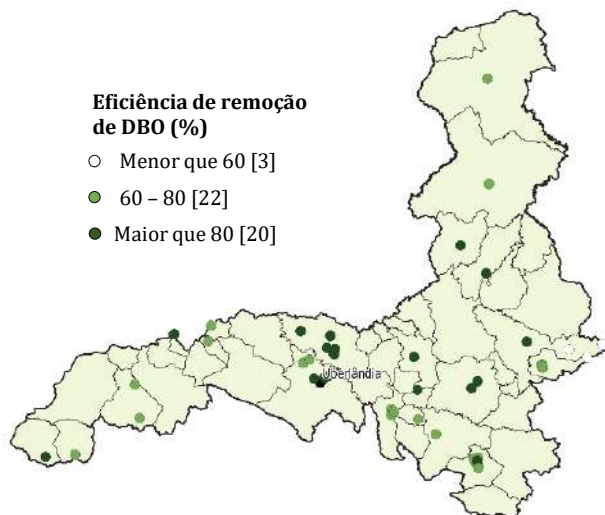 Eficiência de remoção
de DBO (%)
Menor que 60 [3]
60 – 80 [22]
Maior que 80 [20]
Uberlândia